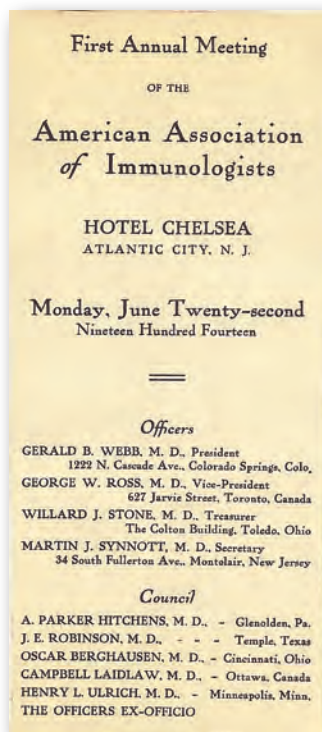 First Annual Meeting
OF THE
American Association
of Immunologists
HOTEL CHELSEA
ATLANTIC CITY, N. J.
Monday, June Twenty-second
Nineteen Hundred Fourteen
Officers
GERALD B. WEBB, M. D., President
1222 N. Cascade Ave., Colorado Springs, Colo.
GEORGE W. ROSS, M. D., Vice-President
627 Jarvie Street, Toronto, Canada
WILLARD J. STONE, M. D., Treasurer
The Colton Building, Toledo, Ohio
MARTIN J. SYNNOTT, M. D., Secretary
34 South Fullerton Ave., Montclair, New Jersey
Council
A. PARKER HITCHENS, M. D., - Glenolden, Pa.
J. E. ROBINSON, M. D., - - - Temple, Texas
OSCAR BERGHAUSEN, M. D., - Cincinnati, Ohio
CAMPBELL LAIDLAW, M. D., - Ottawa, Canada
HENRY L. ULRICH, M. D., - Minneapolis, Minn.
THE OFFICERS EX-OFFICIO